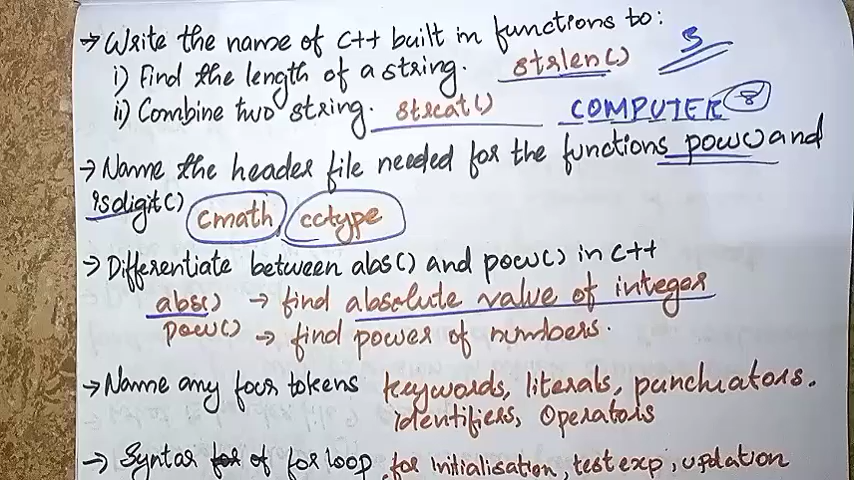 → Write the name of C++ built in functions to:
i) Find the length of a string. strlen()
ii) Combine two string. strcat() COMPUTER 8
→ Name the header file needed for the functions pow() and
isdigit() cmath, cctype
→ Differentiate between abs() and pow() in C++
abs() → find absolute value of integer
pow() → find power of numbers.
→ Name any four tokens keywords, literals, punctuators.
identifiers, Operators
→ Syntax of for loop, for initialisation, test exp, updation